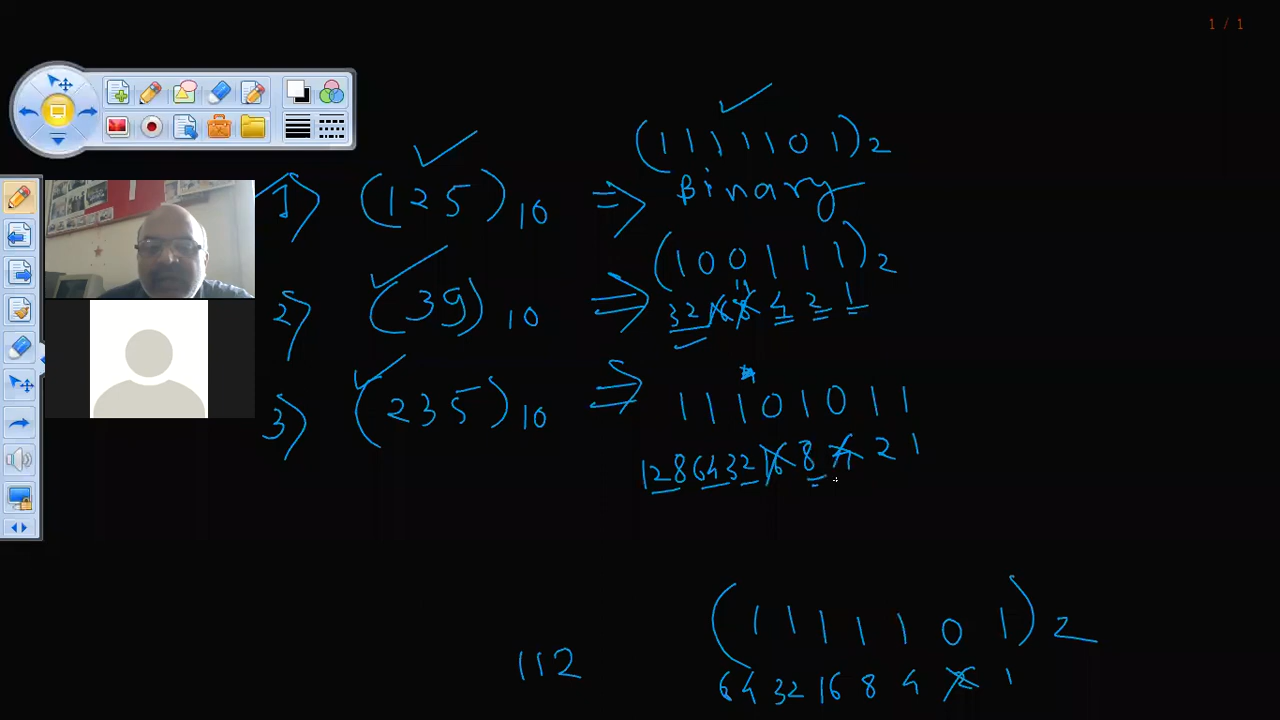 1 / 1
(1111101)2
1) (125)10 ⇒ Binary
(100111)2
2) (39)10 ⇒ 32 16 8 4 2 1
3) (235)10 ⇒ 11101011
128 64 32 16 8 4 2 1
(1111101)2
112 64 32 16 8 4 2 1